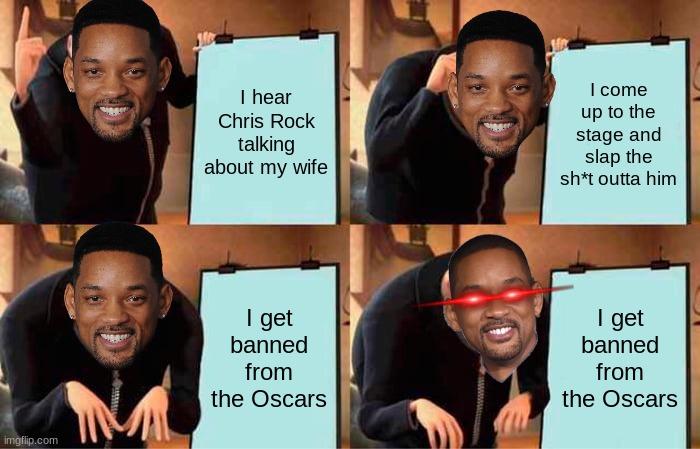 I hear
Chris Rock
talking
about my wife
I come
up to the
stage and
slap the
sh*t outta him
I get
banned
from
the Oscars
I get
banned
from
the Oscars
imgflip.com